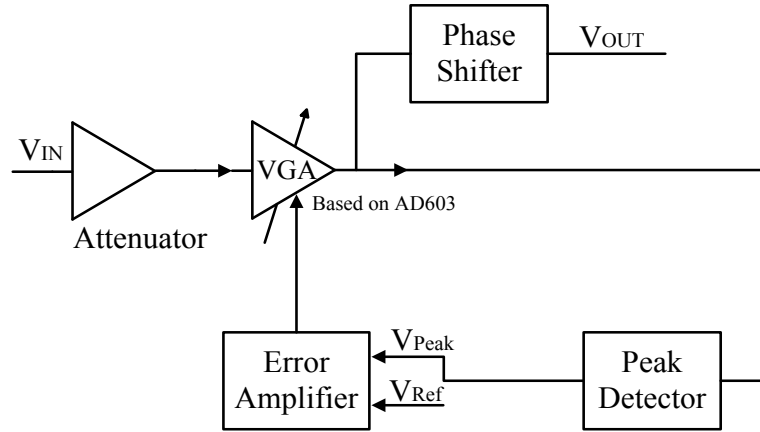 Phase
Shifter
VOUT
VIN
VGA
Based on AD603
Attenuator
Error
Amplifier
VPeak
VRef
Peak
Detector